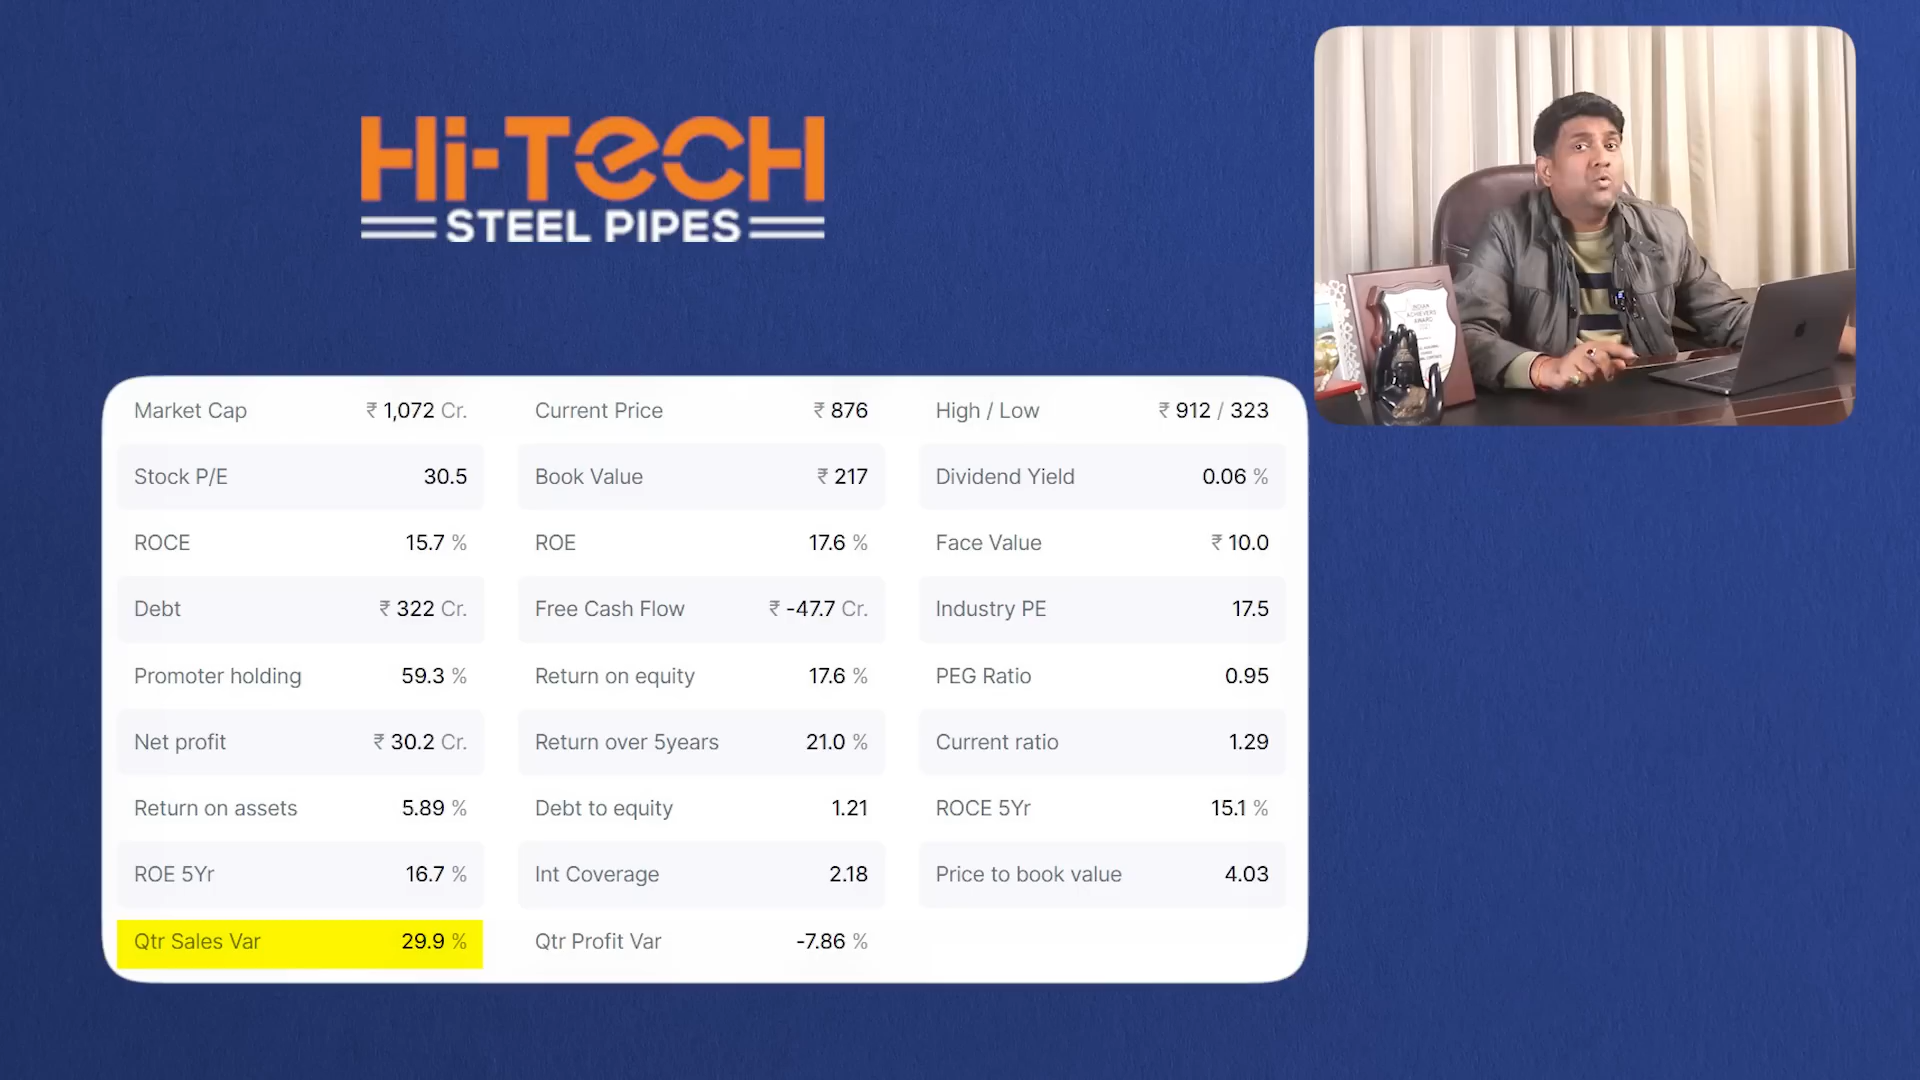 Hi-TECH
STEEL PIPES
Market Cap ₹ 1,072 Cr. Current Price ₹ 876 High / Low ₹ 912 / 323
Stock P/E 30.5 Book Value ₹ 217 Dividend Yield 0.06 %
ROCE 15.7 % ROE 17.6 % Face Value ₹ 10.0
Debt ₹ 322 Cr. Free Cash Flow ₹ -47.7 Cr. Industry PE 17.5
Promoter holding 59.3 % Return on equity 17.6 % PEG Ratio 0.95
Net profit ₹ 30.2 Cr. Return over 5years 21.0 % Current ratio 1.29
Return on assets 5.89 % Debt to equity 1.21 ROCE 5Yr 15.1 %
ROE 5Yr 16.7 % Int Coverage 2.18 Price to book value 4.03
Qtr Sales Var 29.9 % Qtr Profit Var -7.86 %
ACHIEVERS
AWARD